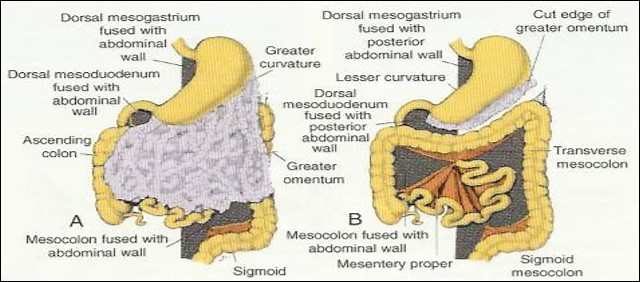 Dorsal mesogastrium
fused with
abdominal
wall
Greater
curvature
Dorsal mesoduodenum
fused with
abdominal
wall
Ascending
colon
Greater
omentum
A
Mesocolon fused with
abdominal wall
Sigmoid
Dorsal mesogastrium
fused with
posterior
abdominal wall
Cut edge of
greater omentum
Lesser curvature
Dorsal
mesoduodenum
fused with
posterior
abdominal
wall
Transverse
mesocolon
B
Mesocolon fused with
abdominal wall
Mesentery proper
Sigmoid
mesocolon